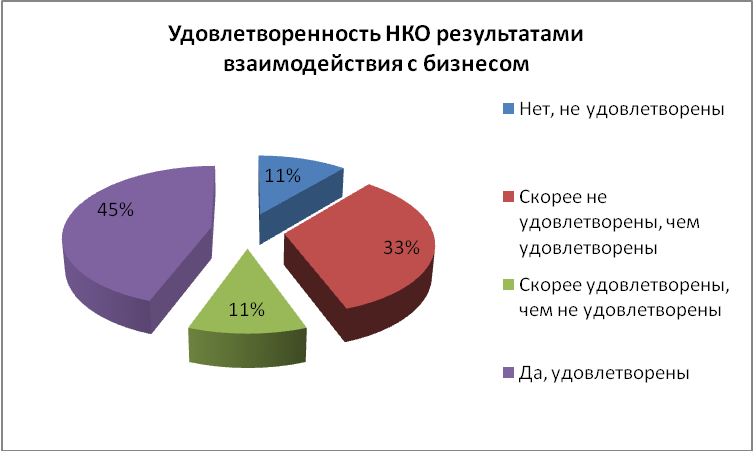 Удовлетворенность НКО результатами
взаимодействия с бизнесом
Нет, не удовлетворены
11%
45%
Скорее не
удовлетворены, чем
удовлетворены
33%
Скорее удовлетворены,
чем не удовлетворены
11%
Да, удовлетворены